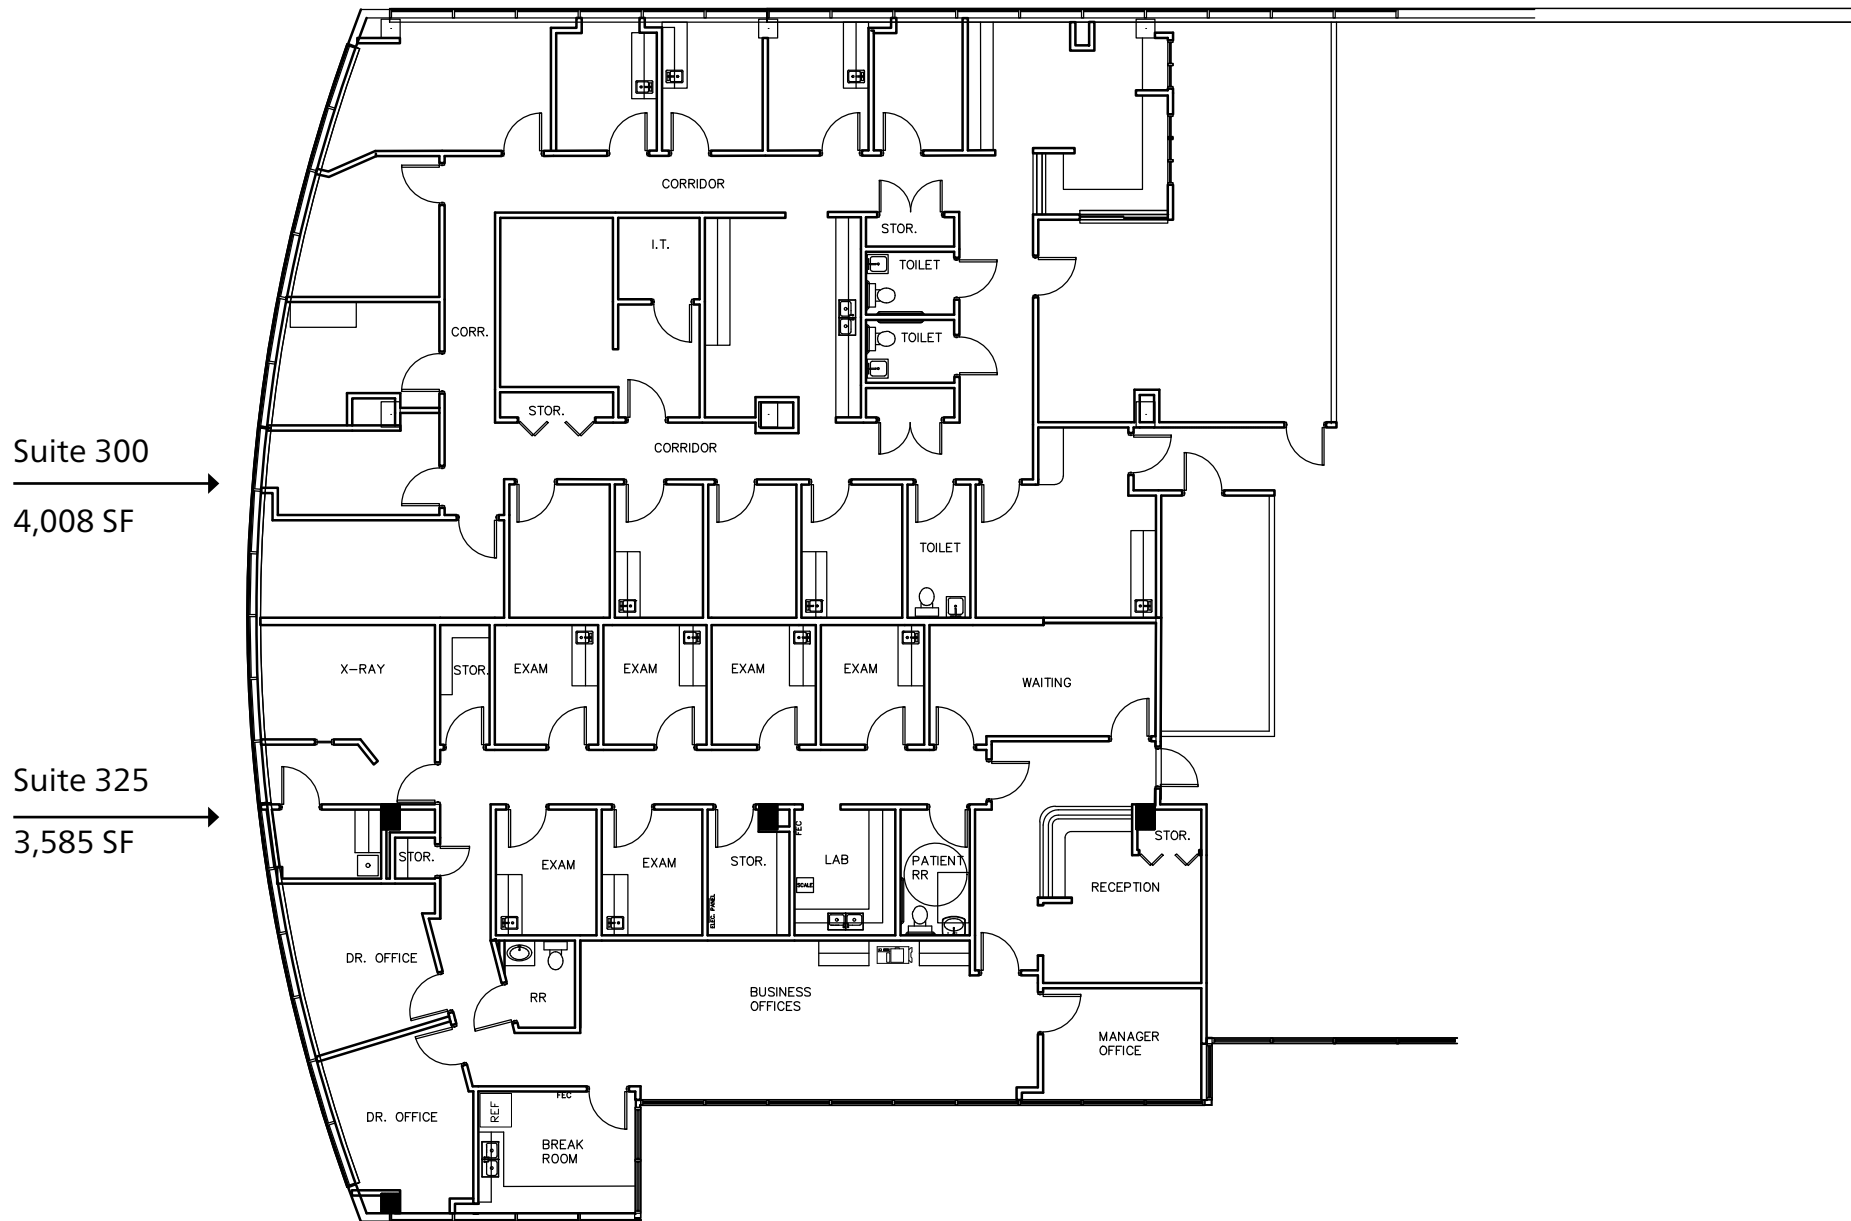 CORRIDOR
STOR.
I.T.
TOILET
CORR.
TOILET
STOR.
CORRIDOR
Suite 300
4,008 SF
TOILET
X-RAY
STOR.
EXAM
EXAM
EXAM
EXAM
WAITING
Suite 325
3,585 SF
FEC
STOR.
STOR.
EXAM
EXAM
STOR.
LAB
PATIENT
RR
SCALE
RECEPTION
ELEC. PANEL
DR. OFFICE
RR
BUSINESS
OFFICES
MANAGER
OFFICE
FEC
REF
DR. OFFICE
BREAK
ROOM